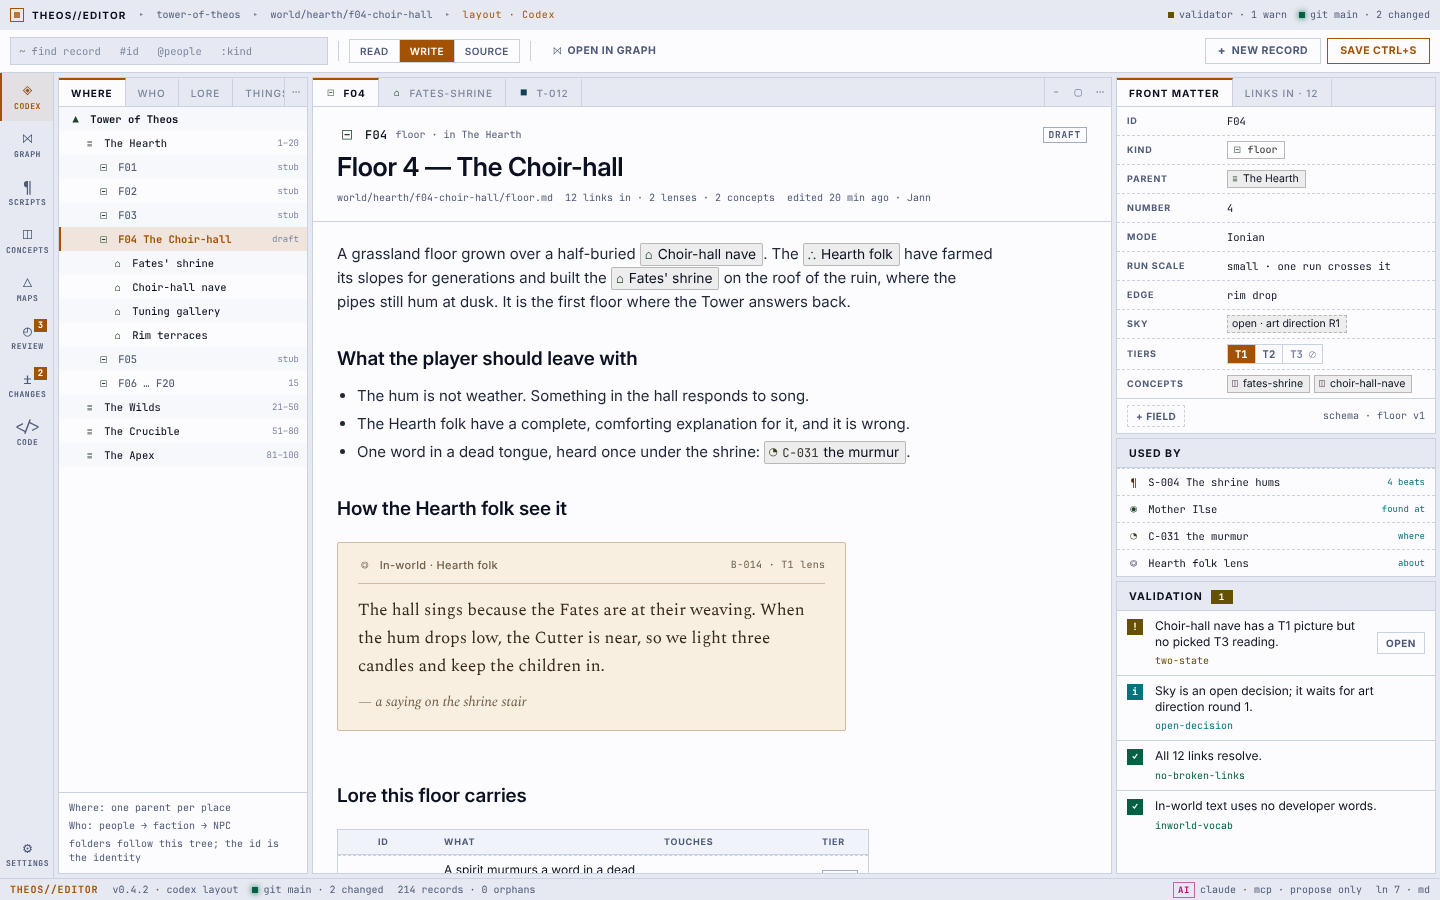 THEOS//EDITOR ▸ tower-of-theos ▸ world/hearth/f04-choir-hall ▸ layout · Codex
validator · 1 warn git main · 2 changed
~ find record #id @people :kind
READ WRITE SOURCE
OPEN IN GRAPH
+ NEW RECORD SAVE CTRL+S
CODEX
GRAPH
SCRIPTS
CONCEPTS
MAPS
3
REVIEW
2
CHANGES
CODE
SETTINGS
WHERE WHO LORE THINGS ···
Tower of Theos
The Hearth 1–20
F01 stub
F02 stub
F03 stub
F04 The Choir-hall draft
Fates' shrine
Choir-hall nave
Tuning gallery
Rim terraces
F05 stub
F06 … F20 15
The Wilds 21–50
The Crucible 51–80
The Apex 81–100
Where: one parent per place
Who: people → faction → NPC
folders follow this tree; the id is
the identity
F04 FATES-SHRINE T-012
F04 floor · in The Hearth DRAFT
Floor 4 — The Choir-hall
world/hearth/f04-choir-hall/floor.md 12 links in · 2 lenses · 2 concepts edited 20 min ago · Jann
A grassland floor grown over a half-buried Choir-hall nave. The Hearth folk have farmed
its slopes for generations and built the Fates' shrine on the roof of the ruin, where the
pipes still hum at dusk. It is the first floor where the Tower answers back.
What the player should leave with
• The hum is not weather. Something in the hall responds to song.
• The Hearth folk have a complete, comforting explanation for it, and it is wrong.
• One word in a dead tongue, heard once under the shrine: C-031 the murmur.
How the Hearth folk see it
In-world · Hearth folk B-014 · T1 lens
The hall sings because the Fates are at their weaving. When
the hum drops low, the Cutter is near, so we light three
candles and keep the children in.
— a saying on the shrine stair
Lore this floor carries
ID WHAT TOUCHES TIER
A spirit murmurs a word in a dead
FRONT MATTER LINKS IN · 12
ID F04
KIND floor
PARENT The Hearth
NUMBER 4
MODE Ionian
RUN SCALE small · one run crosses it
EDGE rim drop
SKY open · art direction R1
TIERS T1 T2 T3 ⊘
CONCEPTS fates-shrine choir-hall-nave
+ FIELD schema · floor v1
USED BY
S-004 The shrine hums 4 beats
Mother Ilse found at
C-031 the murmur where
Hearth folk lens about
VALIDATION 1
! Choir-hall nave has a T1 picture but
no picked T3 reading.
two-state
OPEN
i Sky is an open decision; it waits for art
direction round 1.
open-decision
✓ All 12 links resolve.
no-broken-links
✓ In-world text uses no developer words.
inworld-vocab
THEOS//EDITOR v0.4.2 · codex layout git main · 2 changed 214 records · 0 orphans
AI claude · mcp · propose only ln 7 · md